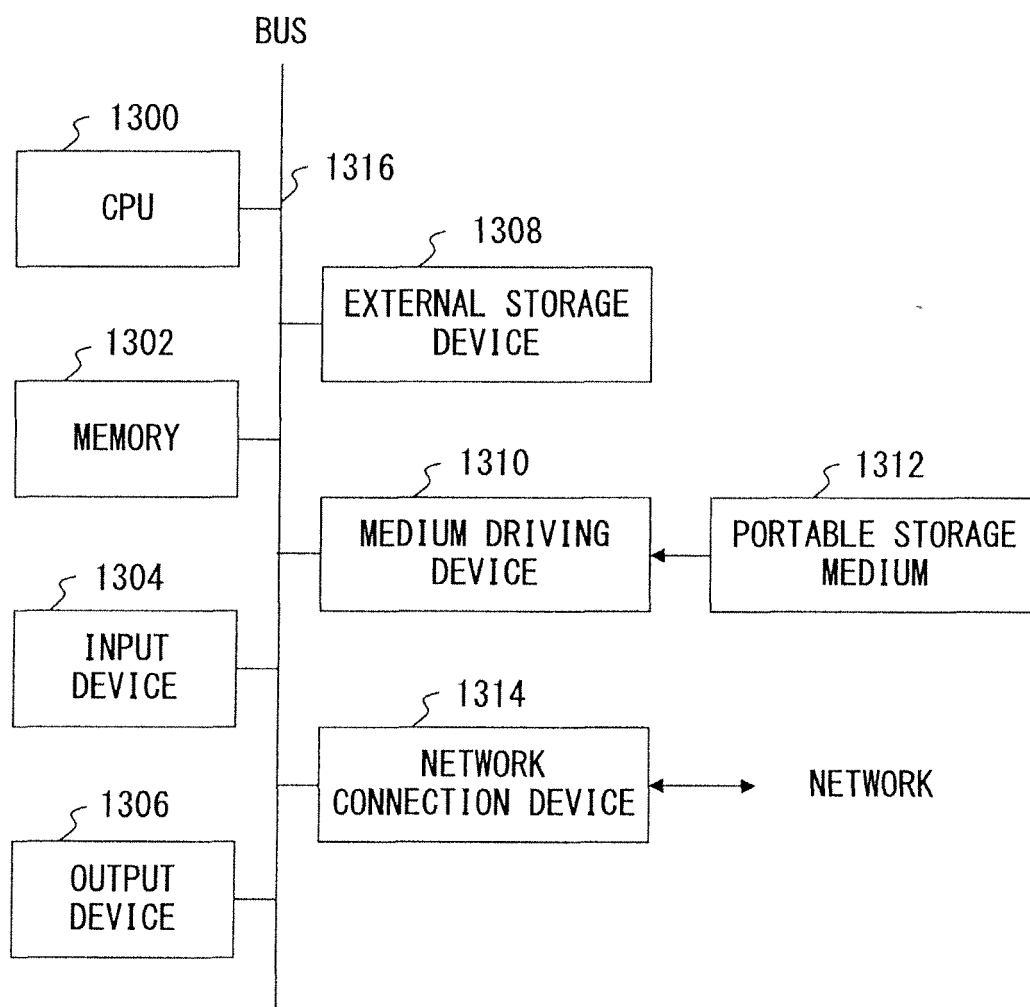 BUS
1300
CPU
1316
1308
EXTERNAL STORAGE
DEVICE
1302
MEMORY
1310
MEDIUM DRIVING
DEVICE
1312
PORTABLE STORAGE
MEDIUM
1304
INPUT
DEVICE
1314
NETWORK
CONNECTION DEVICE
NETWORK
1306
OUTPUT
DEVICE